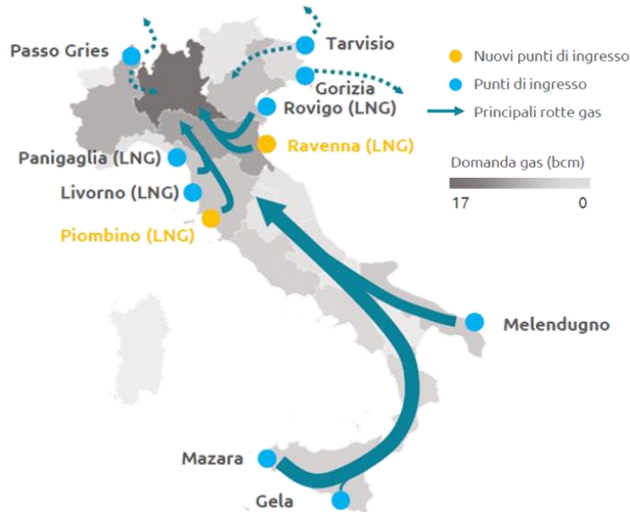 Passo Gries
Tarvisio
Gorizia
Rovigo (LNG)
Ravenna (LNG)
Panigaglia (LNG)
Livorno (LNG)
Piombino (LNG)
Melendugno
Mazara
Gela
Nuovi punti di ingresso
Punti di ingresso
Principali rotte gas
Domanda gas (bcm)
17 0